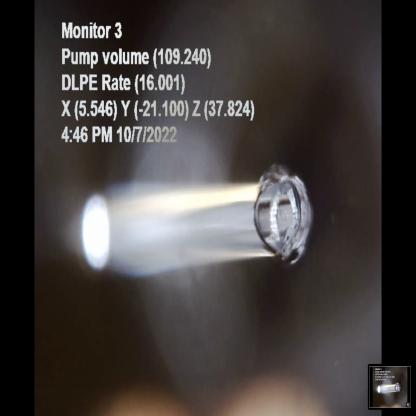 Monitor 3
Pump volume (109.240)
DLPE Rate (16.001)
X (5.546) Y (-21.100) Z (37.824)
4:46 PM 10/7/2022